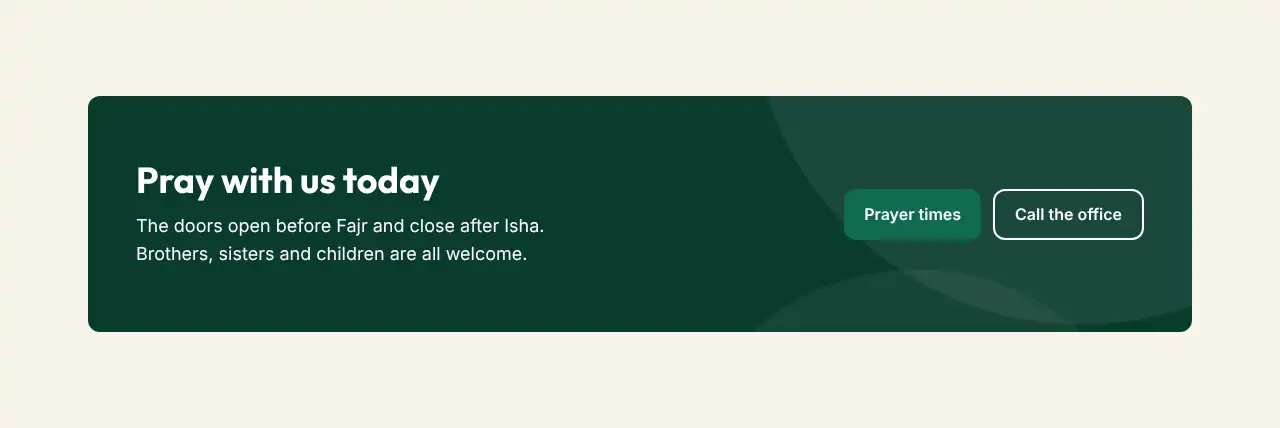 Pray with us today
The doors open before Fajr and close after Isha.
Brothers, sisters and children are all welcome.
Prayer times
Call the office